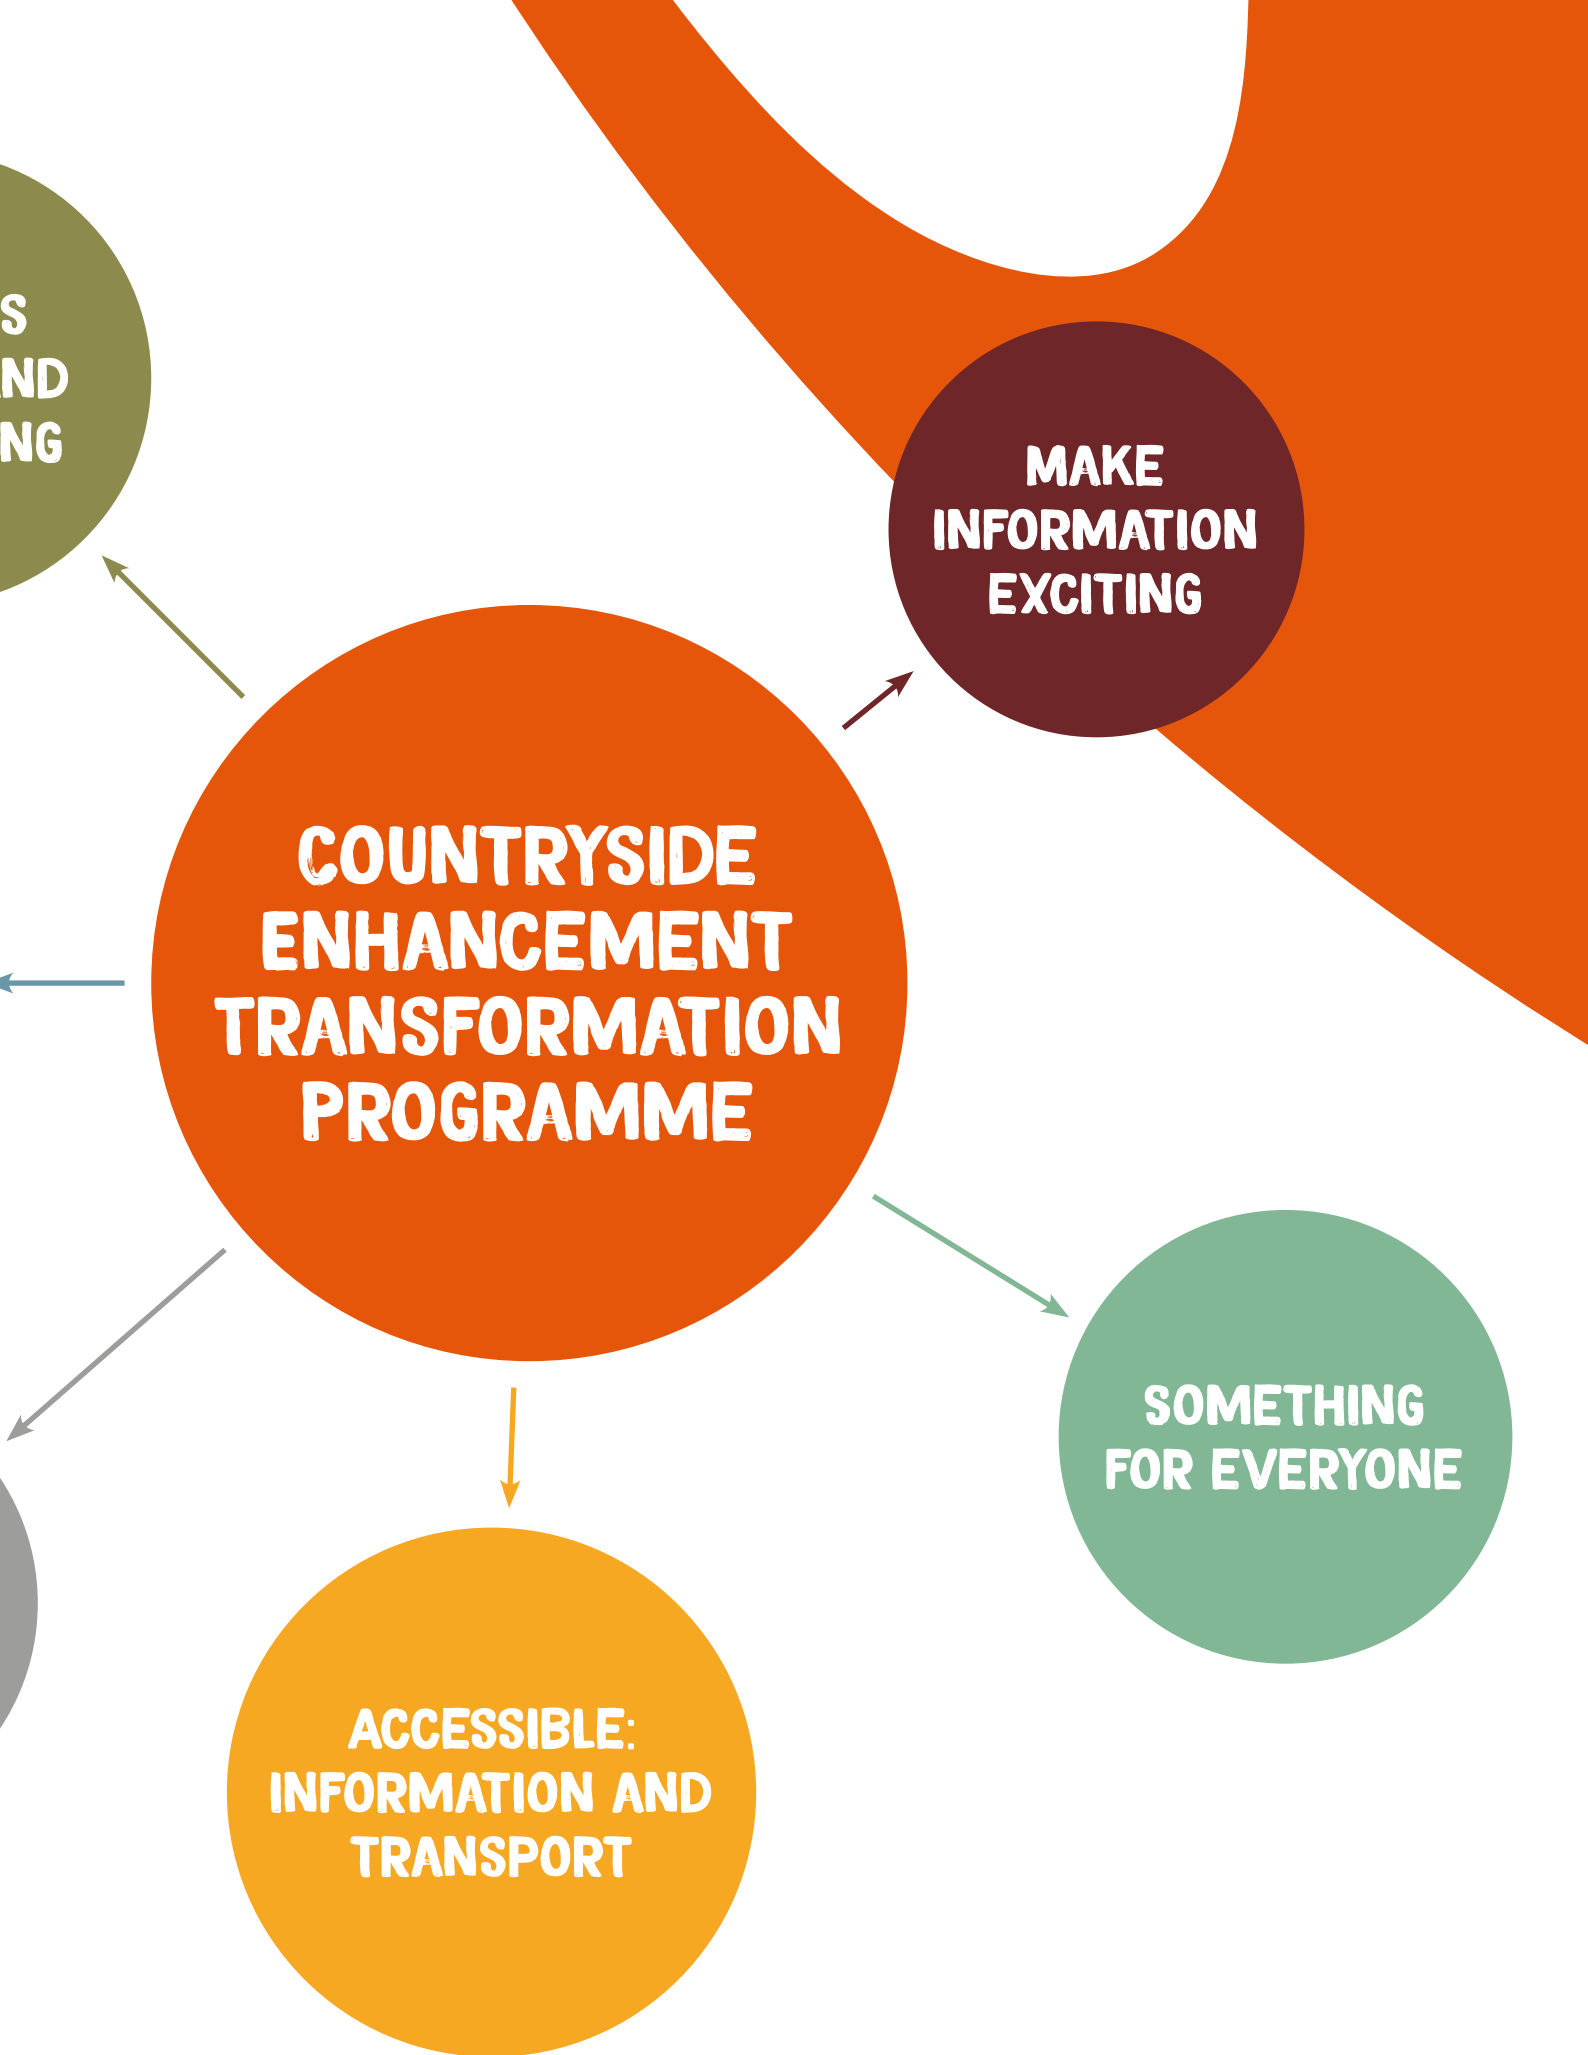 MAKE
INFORMATION
EXCITING
COUNTRYSIDE
ENHANCEMENT
TRANSFORMATION
PROGRAMME
SOMETHING
FOR EVERYONE
ACCESSIBLE:
INFORMATION AND
TRANSPORT